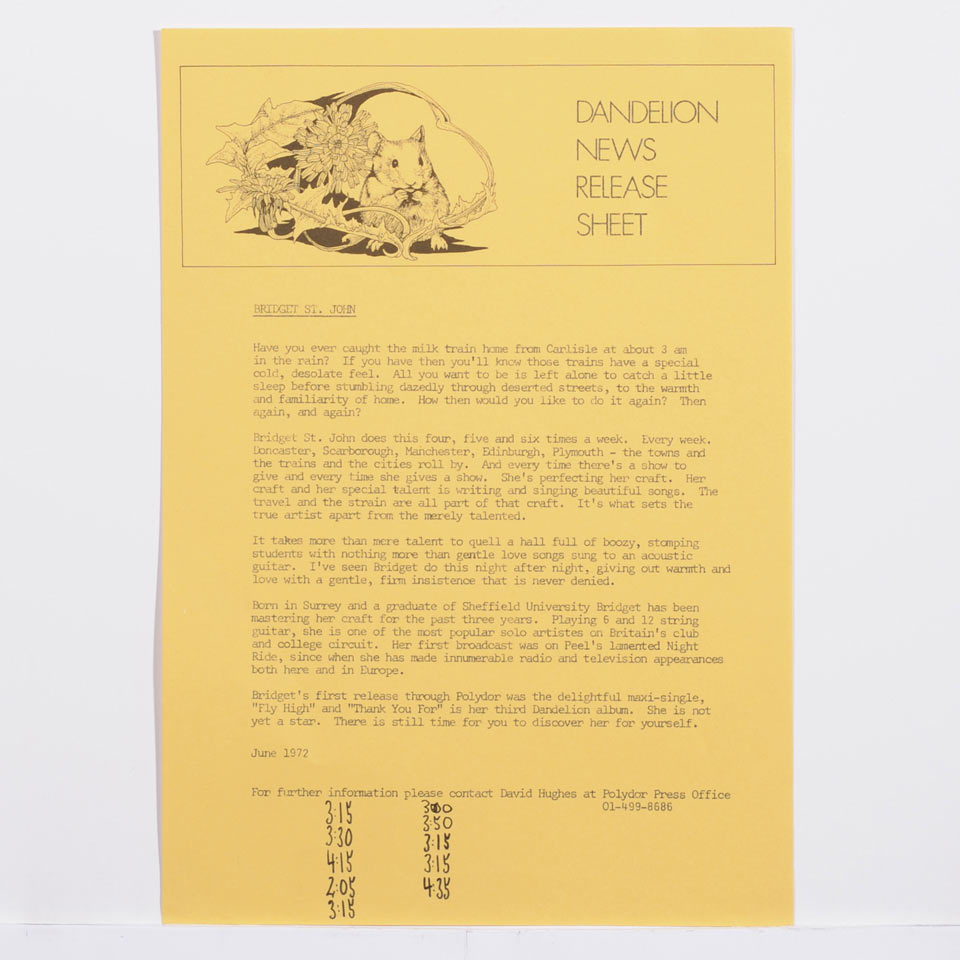 DANDELION
NEWS
RELEASE
SHEET
BRIDGET ST. JOHN
Have you ever caught the milk train home from Carlisle at about 3 am
in the rain? If you have then you'll know those trains have a special
cold, desolate feel. All you want to be is left alone to catch a little
sleep before stumbling dazedly through deserted streets, to the warmth
and familiarity of home. How then would you like to do it again? Then
again, and again?
Bridget St. John does this four, five and six times a week. Every week.
Doncaster, Scarborough, Manchester, Edinburgh, Plymouth - the towns and
the trains and the cities roll by. And every time there's a show to
give and every time she gives a show. She's perfecting her craft. Her
craft and her special talent is writing and singing beautiful songs. The
travel and the strain are all part of that craft. It's what sets the
true artist apart from the merely talented.
It takes more than mere talent to quell a hall full of boozy, stomping
students with nothing more than gentle love songs sung to an acoustic
guitar. I've seen Bridget do this night after night, giving out warmth and
love with a gentle, firm insistence that is never denied.
Born in Surrey and a graduate of Sheffield University Bridget has been
mastering her craft for the past three years. Playing 6 and 12 string
guitar, she is one of the most popular solo artistes on Britain's club
and college circuit. Her first broadcast was on Peel's lamented Night
Ride, since when she has made innumerable radio and television appearances
both here and in Europe.
Bridget's first release through Polydor was the delightful maxi-single,
"Fly High" and "Thank You For" is her third Dandelion album. She is not
yet a star. There is still time for you to discover her for yourself.
June 1972
For further information please contact David Hughes at Polydor Press Office
01-499-8686
3:15 3:00
3:30 3:50
4:15 3:15
2:05 3:15
3:15 4:35